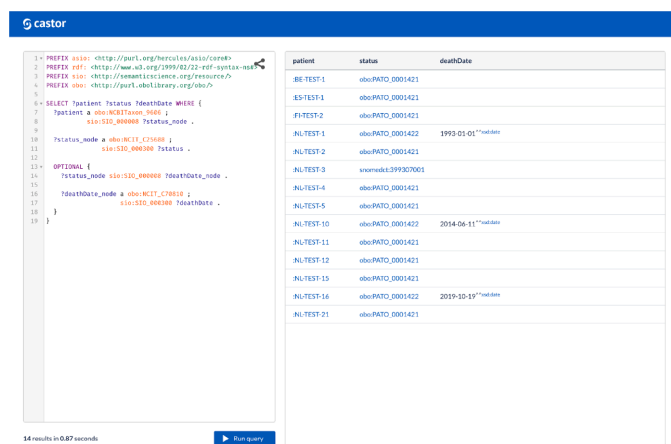 castor
1 PREFIX asio: <http://purl.org/hercules/asio/core#>
2 PREFIX rdf: <http://www.w3.org/1999/02/22-rdf-syntax-ns#>
3 PREFIX sio: <http://semanticscience.org/resource/>
4 PREFIX obo: <http://purl.obolibrary.org/obo/>
5
6 SELECT ?patient ?status ?deathDate WHERE {
7 ?patient a obo:NCBITaxon_9606 ;
8 sio:SIO_000008 ?status_node .
9
10 ?status_node a obo:NCIT_C25688 ;
11 sio:SIO_000300 ?status .
12
13 OPTIONAL {
14 ?status_node sio:SIO_000008 ?deathDate_node .
15
16 ?deathDate_node a obo:NCIT_C70810 ;
17 sio:SIO_000300 ?deathDate .
18 }
19 }
14 results in 0.87 seconds
Run query
patient status deathDate
:BE-TEST-1 obo:PATO_0001421
:ES-TEST-1 obo:PATO_0001421
:FI-TEST-2 obo:PATO_0001421
:NL-TEST-1 obo:PATO_0001422 1993-01-01^^xsd:date
:NL-TEST-2 obo:PATO_0001421
:NL-TEST-3 snomedct:399307001
:NL-TEST-4 obo:PATO_0001421
:NL-TEST-5 obo:PATO_0001421
:NL-TEST-10 obo:PATO_0001422 2014-06-11^^xsd:date
:NL-TEST-11 obo:PATO_0001421
:NL-TEST-12 obo:PATO_0001421
:NL-TEST-15 obo:PATO_0001421
:NL-TEST-16 obo:PATO_0001422 2019-10-19^^xsd:date
:NL-TEST-21 obo:PATO_0001421